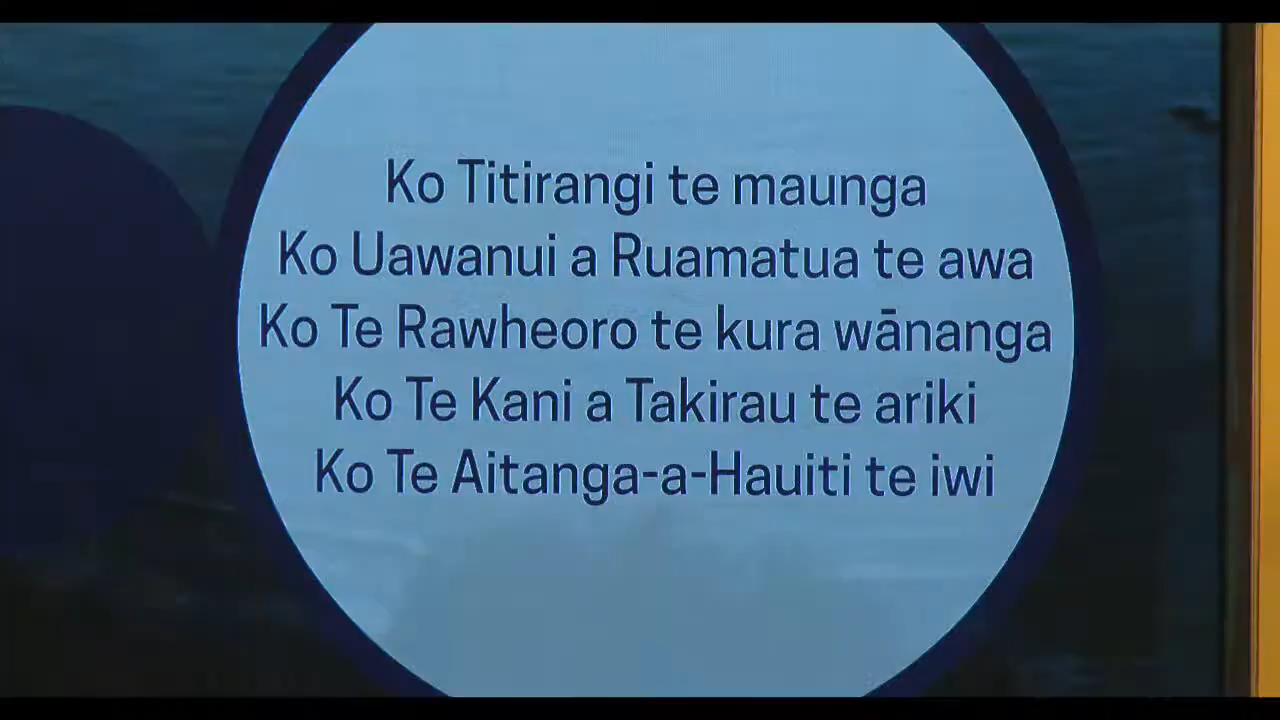 Ko Titirangi te maunga
Ko Uawanui a Ruamatua te awa
Ko Te Rawheoro te kura wānanga
Ko Te Kani a Takirau te ariki
Ko Te Aitanga-a-Hauiti te iwi